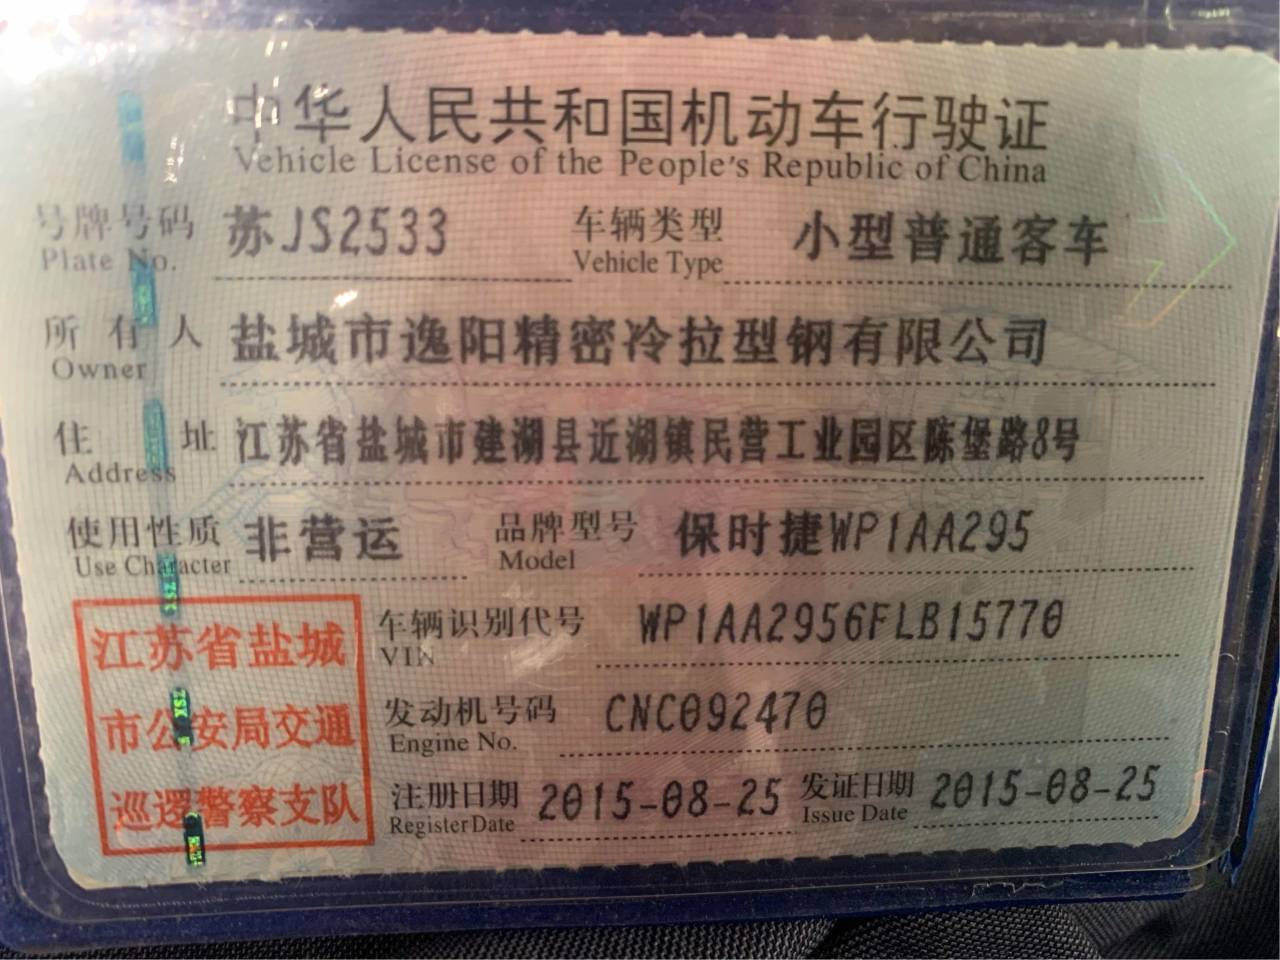 中华人民共和国机动车行驶证
Vehicle License of the People's Republic of China
号牌号码 苏JS2533 车辆类型 小型普通客车
Plate No. Vehicle Type
所有人 盐城市逸阳精密冷拉型钢有限公司
Owner
住址 江苏省盐城市建湖县近湖镇民营工业园区陈堡路8号
Address
使用性质 非营运 品牌型号 保时捷WP1AA295
Use Character Model
江苏省盐城
市公安局交通
巡逻警察支队
车辆识别代号 WP1AA2956FLB15770
VIN
发动机号码 CNC092470
Engine No.
注册日期 2015-08-25 发证日期 2015-08-25
Register Date Issue Date